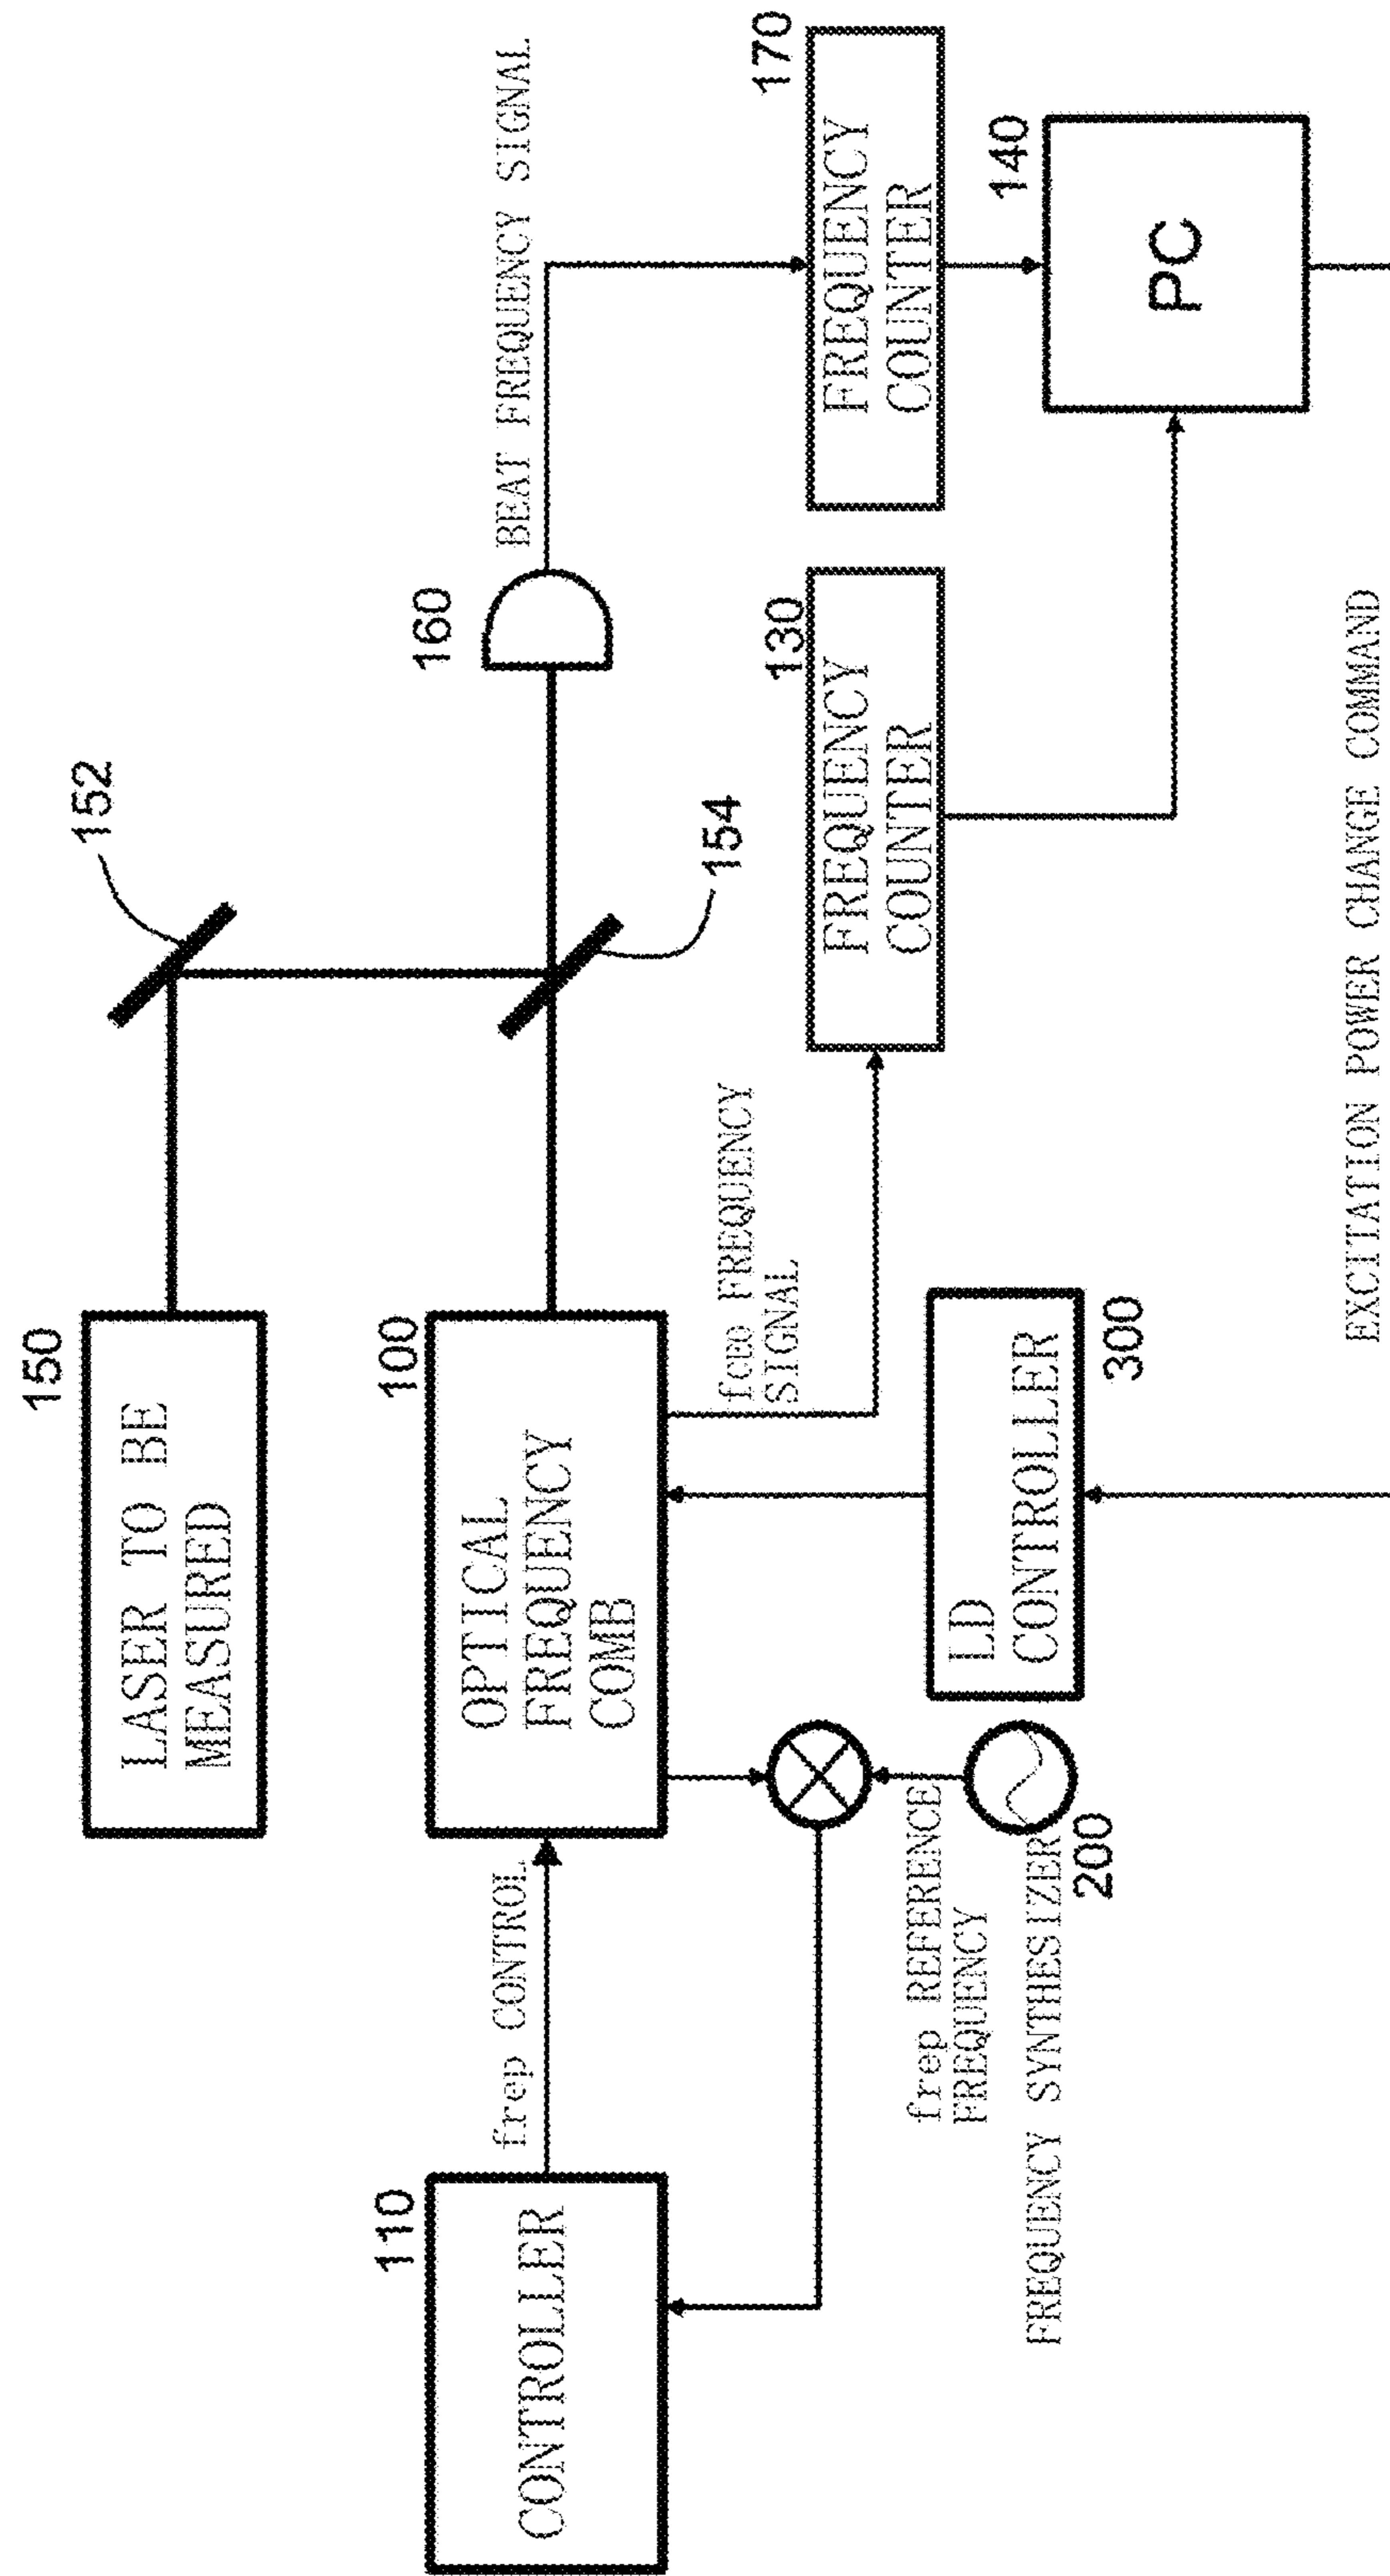 150
LASER TO BE
MEASURED
152
110
CONTROLLER
frep CONTROL
100
OPTICAL
FREQUENCY
COMB
154
160
BEAT FREQUENCY SIGNAL
fCEO FREQUENCY
SIGNAL
130
FREQUENCY
COUNTER
170
FREQUENCY
COUNTER
frep REFERENCE
FREQUENCY
FREQUENCY SYNTHESIZER
200
LD
CONTROLLER
300
140
PC
EXCITATION POWER CHANGE COMMAND